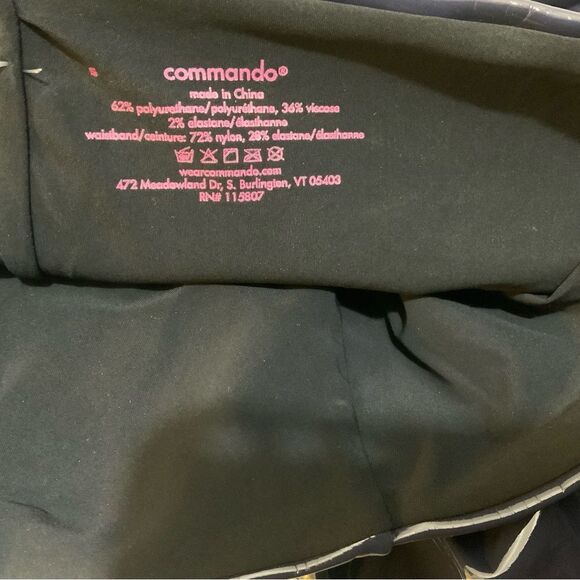 S
commando®
made in China
62% polyurethane/polyuréthane, 36% viscose
2% elastane/élasthanne
waistband/ceinture: 72% nylon, 28% elastane/élasthanne
wearcommando.com
472 Meadowland Dr, S. Burlington, VT 05403
RN# 115807